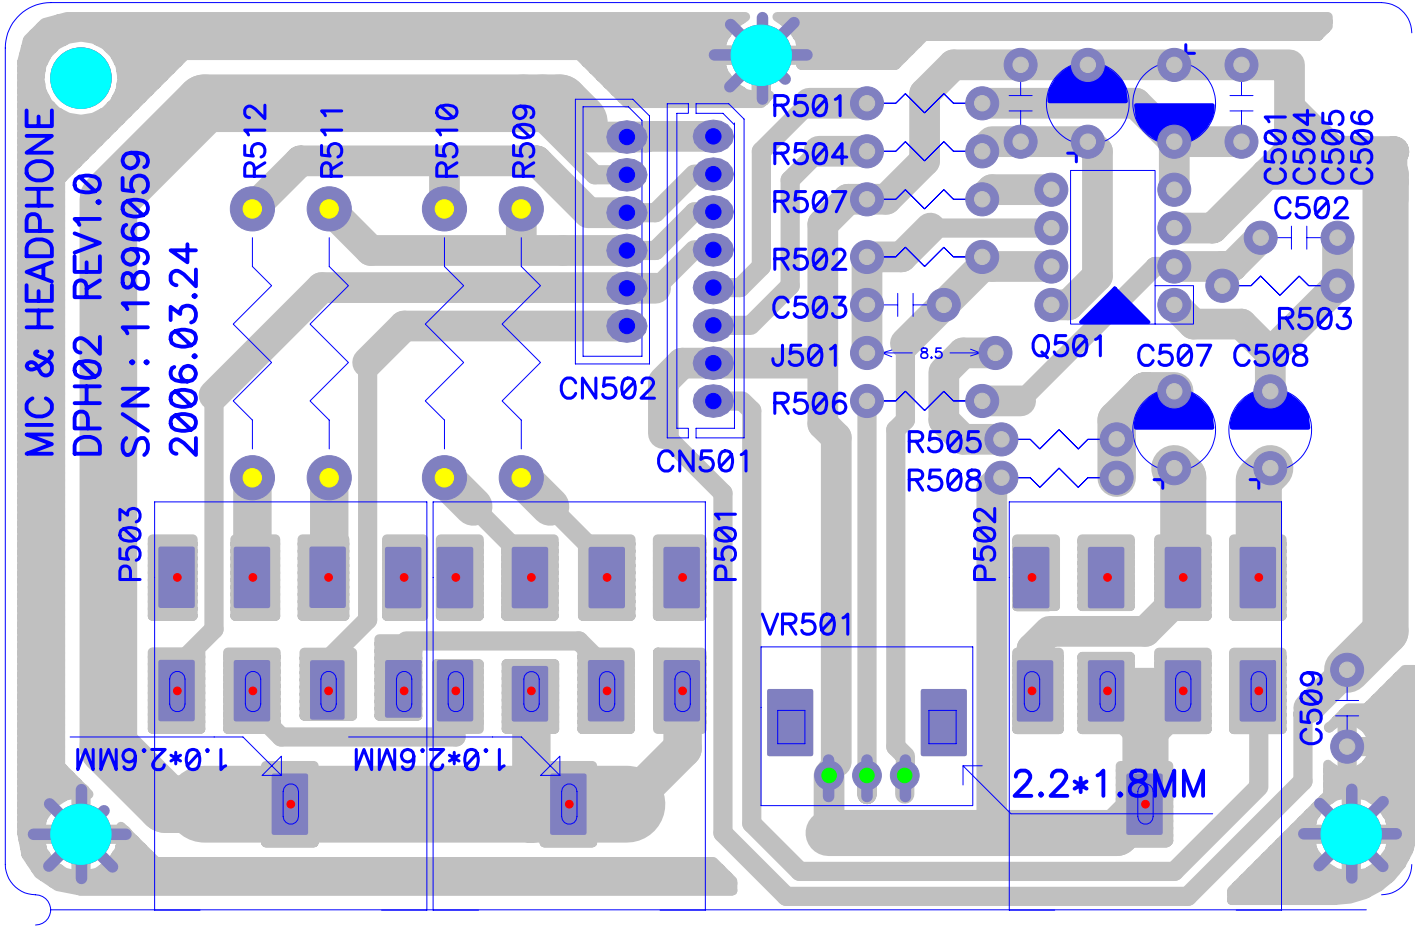 MIC & HEADPHONE
DPH02 REV1.0
S/N : 11896059
2006.03.24
R512
R511
R510
R509
CN502
CN501
R501
R504
R507
R502
C503
J501
8.5
R506
R505
R508
Q501
C501
C504
C505
C506
C502
R503
C507
C508
P503
P501
P502
VR501
C509
1.0*2.6MM
1.0*2.6MM
2.2*1.8MM